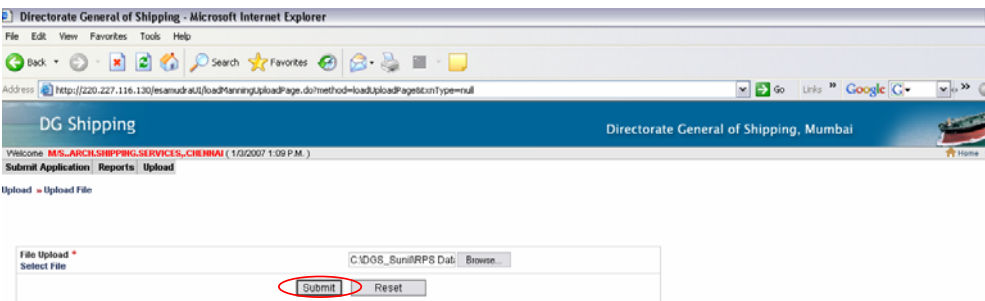 Directorate General of Shipping - Microsoft Internet Explorer
File Edit View Favorites Tools Help
Back Search Favorites
Address http://220.227.116.130/esamudraUI/loadManningUploadPage.do?method=loadUploadPage&txnType=null Go Links » Google G »
DG Shipping
Directorate General of Shipping, Mumbai
Welcome M/S..ARCH.SHIPPING.SERVICES,.CHENNAI ( 1/3/2007 1:09 P.M. ) Home
Submit Application Reports Upload
Upload » Upload File
File Upload *
Select File C:\DGS_Sunil\RPS Data Browse...
Submit Reset